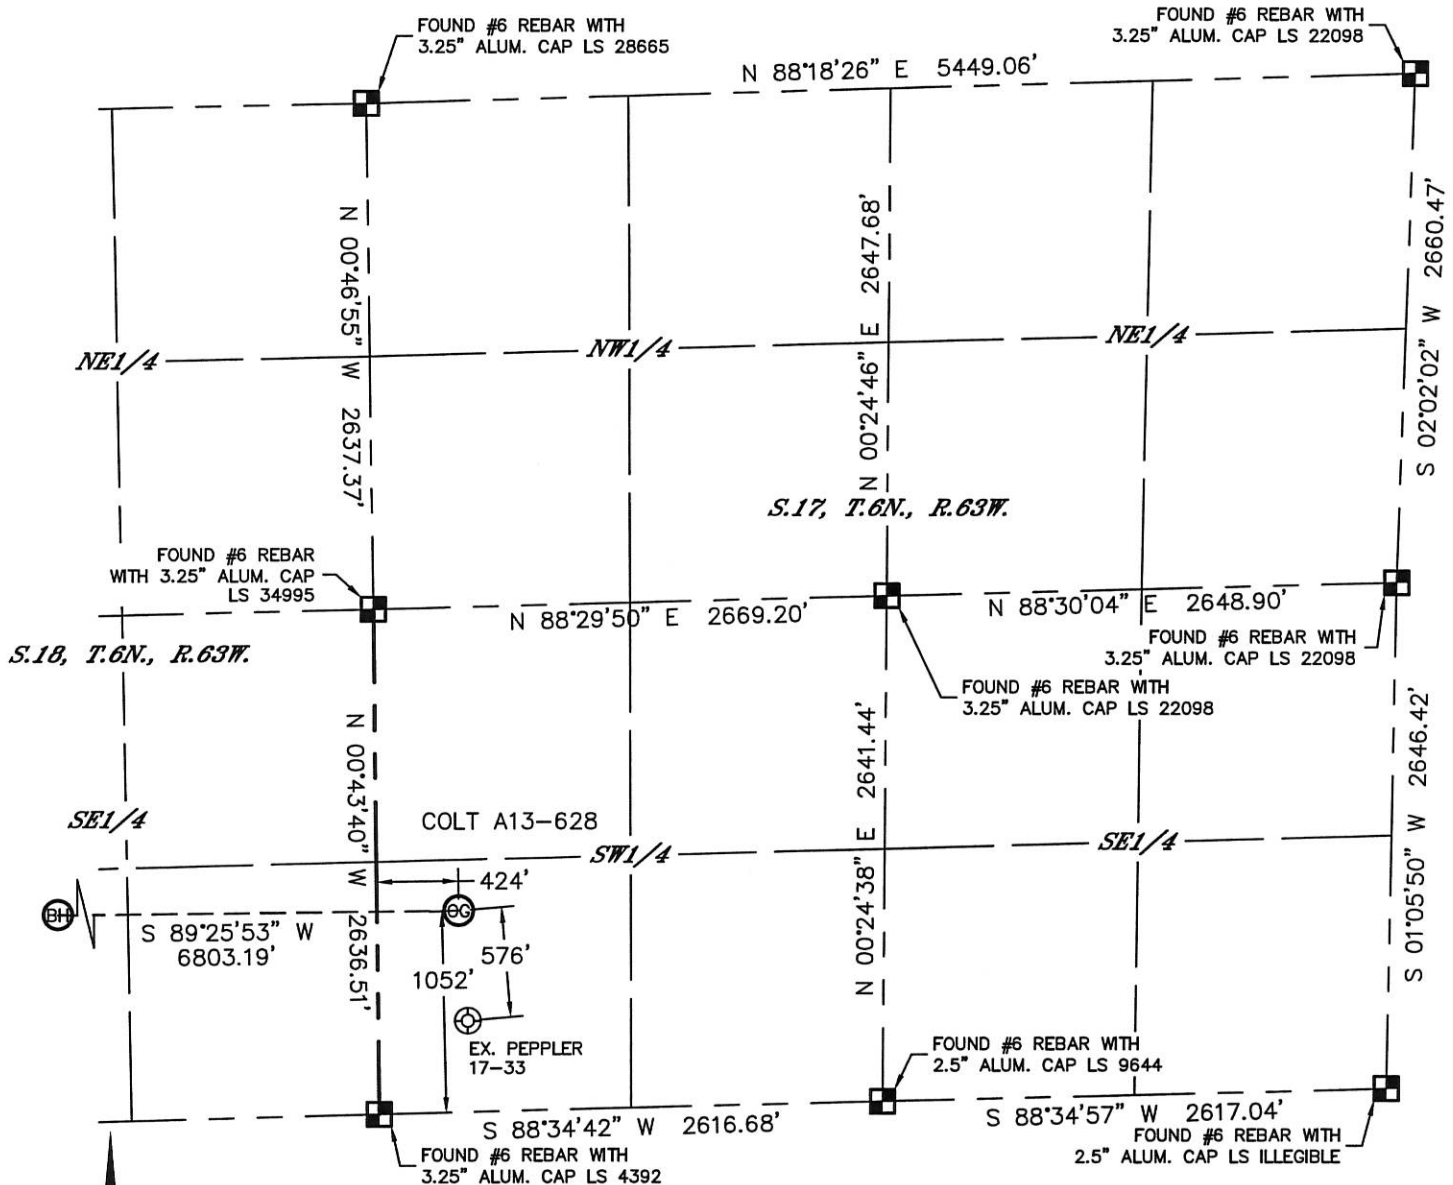 FOUND #6 REBAR WITH
3.25" ALUM. CAP LS 28665
FOUND #6 REBAR WITH
3.25" ALUM. CAP LS 22098
N 88°18'26" E 5449.06'
N 00°46'55" W 2637.37'
N 00°24'46" E 2647.68'
S 02°02'02" W 2660.47'
NE1/4
NW1/4
NE1/4
S.17, T.6N., R.63W.
FOUND #6 REBAR
WITH 3.25" ALUM. CAP
LS 34995
N 88°29'50" E 2669.20'
N 88°30'04" E 2648.90'
FOUND #6 REBAR WITH
3.25" ALUM. CAP LS 22098
S.18, T.6N., R.63W.
FOUND #6 REBAR WITH
3.25" ALUM. CAP LS 22098
N 00°43'40" W 2636.51'
N 00°24'38" E 2641.44'
S 01°05'50" W 2646.42'
SE1/4
COLT A13-628
SW1/4
SE1/4
424'
BH
OG
S 89°25'53" W
6803.19'
576'
1052'
EX. PEPPLER
17-33
FOUND #6 REBAR WITH
2.5" ALUM. CAP LS 9644
S 88°34'42" W 2616.68'
S 88°34'57" W 2617.04'
FOUND #6 REBAR WITH
2.5" ALUM. CAP LS ILLEGIBLE
FOUND #6 REBAR WITH
3.25" ALUM. CAP LS 4392